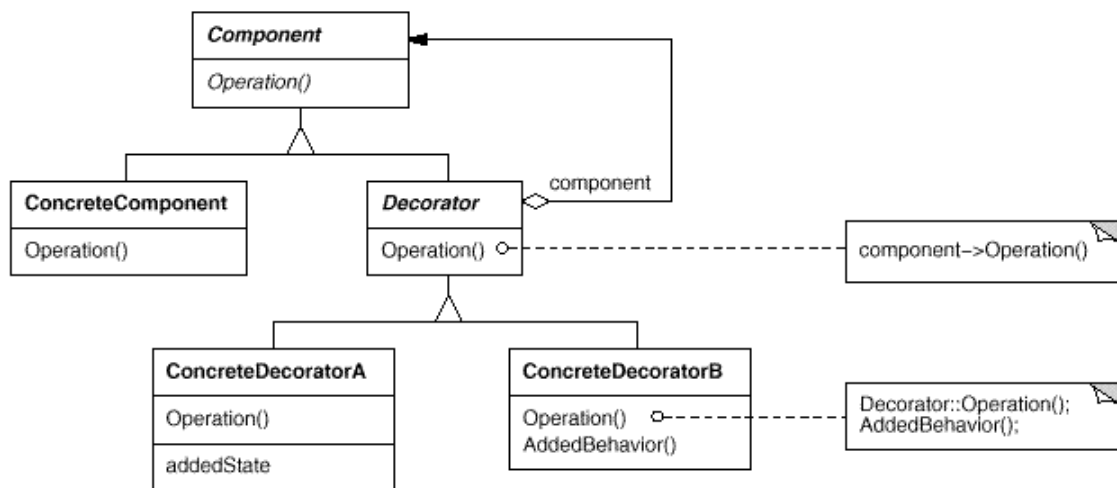 Component
Operation()
component
ConcreteComponent
Operation()
Decorator
Operation()
component−>Operation()
ConcreteDecoratorA
Operation()
addedState
ConcreteDecoratorB
Operation()
AddedBehavior()
Decorator::Operation();
AddedBehavior();